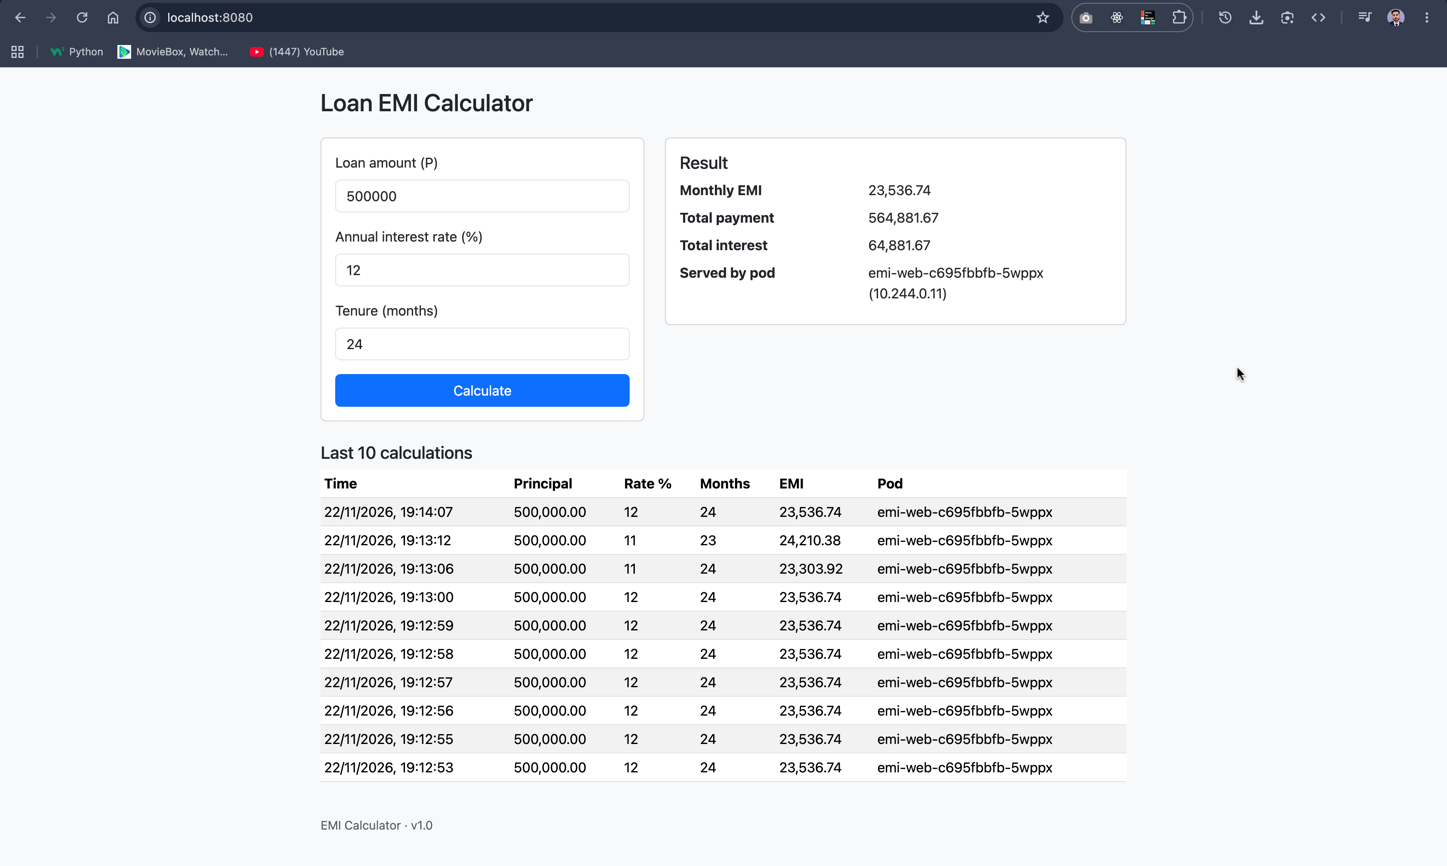 localhost:8080
Python
MovieBox, Watch...
(1447) YouTube
Loan EMI Calculator
Loan amount (P)
500000
Annual interest rate (%)
12
Tenure (months)
24
Calculate
Result
Monthly EMI 23,536.74
Total payment 564,881.67
Total interest 64,881.67
Served by pod emi-web-c695fbbfb-5wppx
(10.244.0.11)
Last 10 calculations
Time Principal Rate % Months EMI Pod
22/11/2026, 19:14:07 500,000.00 12 24 23,536.74 emi-web-c695fbbfb-5wppx
22/11/2026, 19:13:12 500,000.00 11 23 24,210.38 emi-web-c695fbbfb-5wppx
22/11/2026, 19:13:06 500,000.00 11 24 23,303.92 emi-web-c695fbbfb-5wppx
22/11/2026, 19:13:00 500,000.00 12 24 23,536.74 emi-web-c695fbbfb-5wppx
22/11/2026, 19:12:59 500,000.00 12 24 23,536.74 emi-web-c695fbbfb-5wppx
22/11/2026, 19:12:58 500,000.00 12 24 23,536.74 emi-web-c695fbbfb-5wppx
22/11/2026, 19:12:57 500,000.00 12 24 23,536.74 emi-web-c695fbbfb-5wppx
22/11/2026, 19:12:56 500,000.00 12 24 23,536.74 emi-web-c695fbbfb-5wppx
22/11/2026, 19:12:55 500,000.00 12 24 23,536.74 emi-web-c695fbbfb-5wppx
22/11/2026, 19:12:53 500,000.00 12 24 23,536.74 emi-web-c695fbbfb-5wppx
EMI Calculator · v1.0